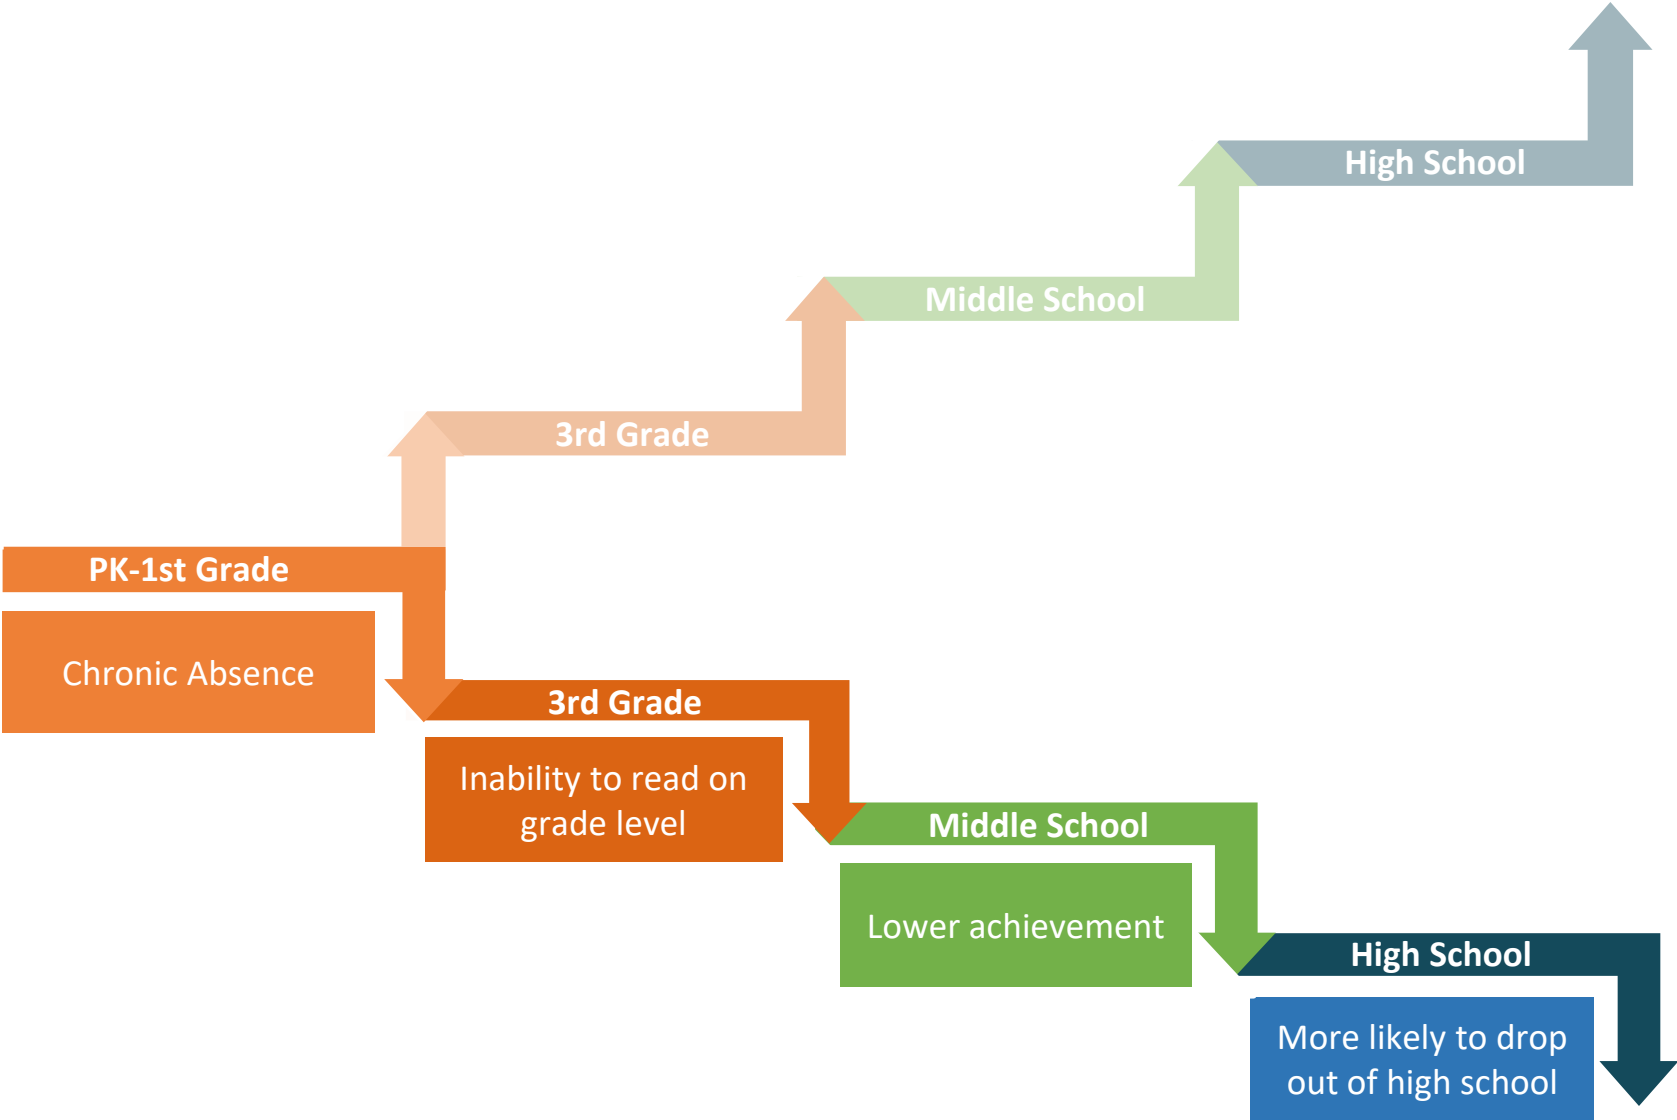 High School
Middle School
3rd Grade
PK-1st Grade
Chronic Absence
3rd Grade
Inability to read on
grade level
Middle School
Lower achievement
High School
More likely to drop
out of high school